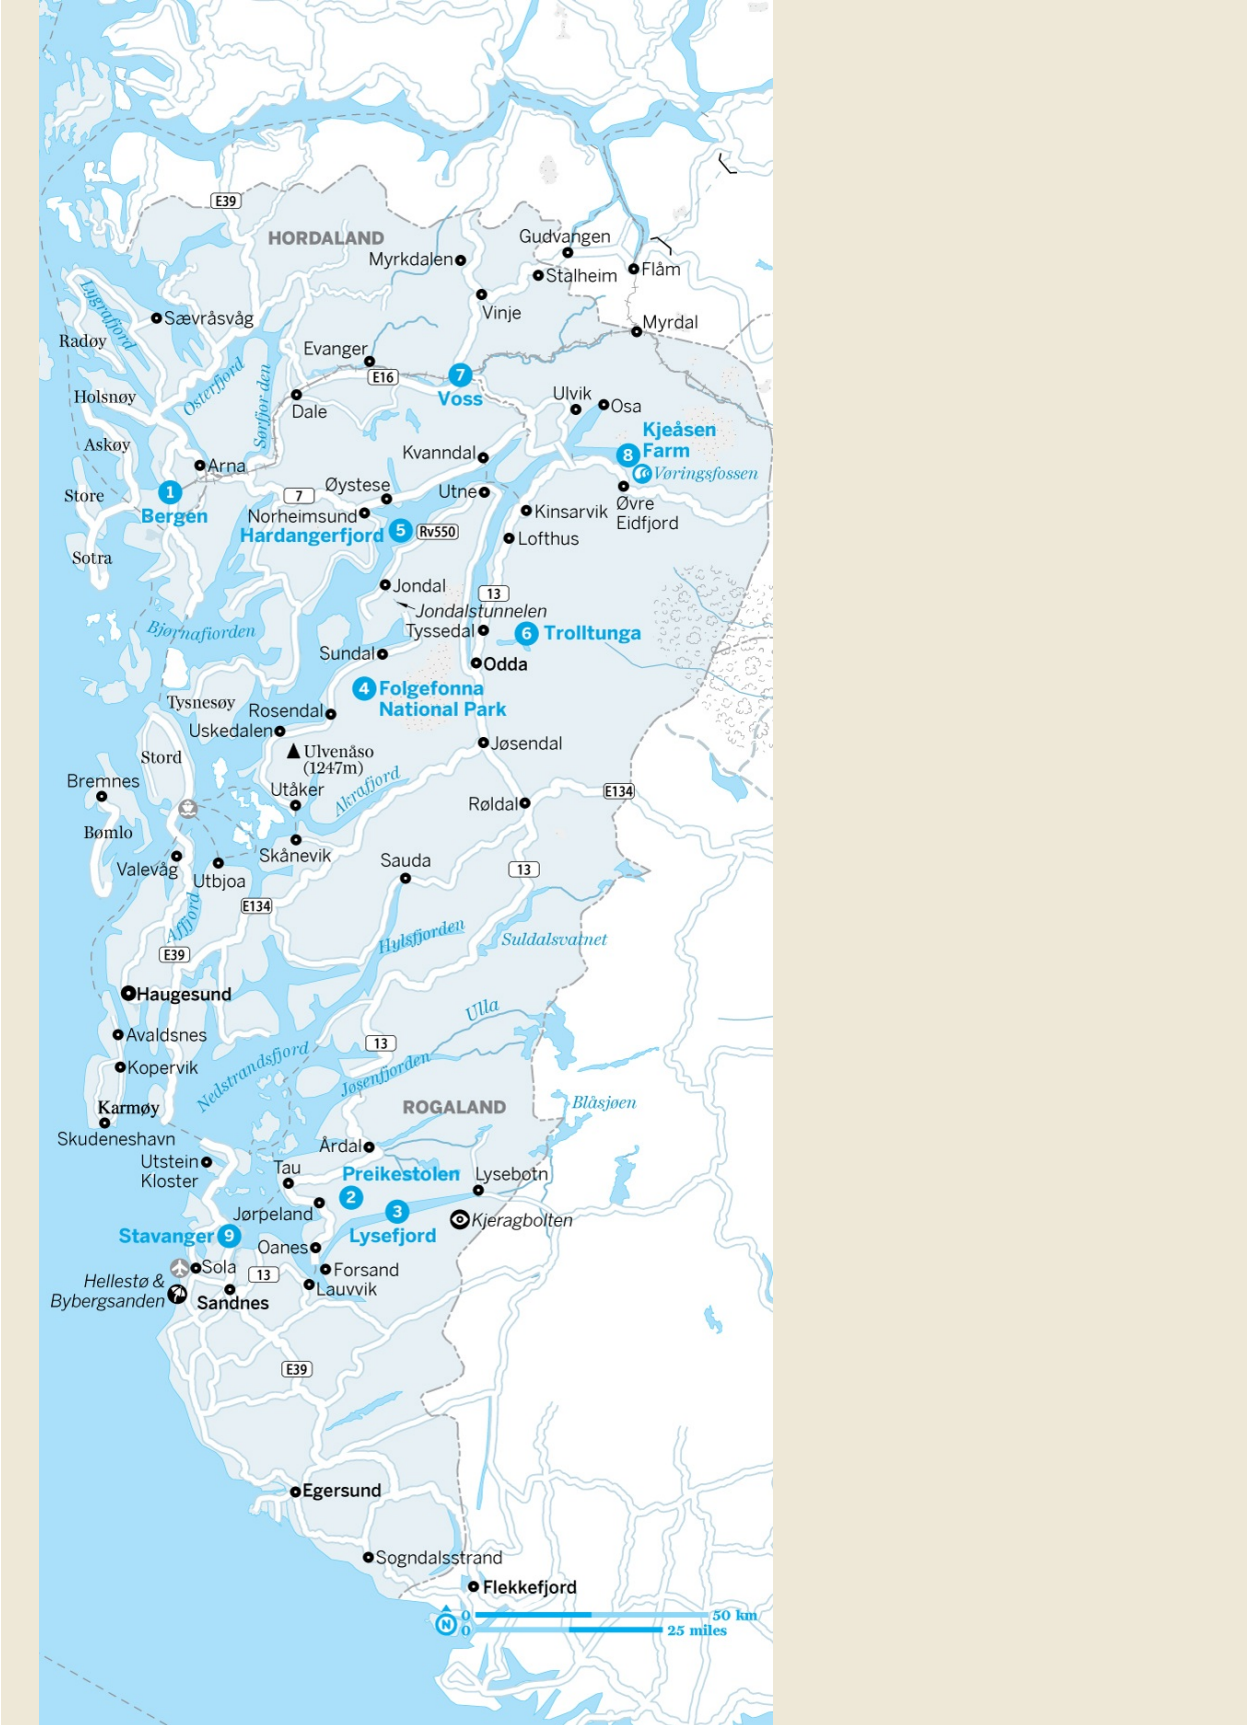 E39
HORDALAND
Gudvangen
Myrkdalen
Stalheim
Flåm
Lygrafjord
Vinje
Sævråsvåg
Myrdal
Radøy
Evanger
E16
7
Voss
Osterfjord
Sørfjorden
Holsnøy
Dale
Ulvik
Osa
Askøy
Kjeåsen
Farm
8
Kvanndal
Arna
Vøringsfossen
Store
1
Bergen
7
Øystese
Utne
Øvre
Eidfjord
Norheimsund
Kinsarvik
Hardangerfjord
5
Rv550
Lofthus
Sotra
Jondal
13
Jondalstunnelen
Bjørnafiorden
Tyssedal
6
Trolltunga
Sundal
Odda
4
Folgefonna
National Park
Tysnesøy
Rosendal
Uskedalen
Jøsendal
Ulvenåso
(1247m)
Stord
Bremnes
Akrafjord
Utåker
E134
Røldal
Bømlo
Skånevik
Valevåg
Utbjoa
Sauda
13
E134
Affjord
Hylsfjorden
Suldalsvatnet
E39
Haugesund
Ulla
Avaldsnes
13
Kopervik
Nedstrandsfjord
Jøsenfjorden
Karmøy
ROGALAND
Blåsjøen
Skudeneshavn
Årdal
Utstein
Kloster
Tau
Preikestolen
2
Lysebotn
Jørpeland
3
Lysefjord
Kjeragbolten
Stavanger
9
Oanes
Sola
13
Forsand
Hellestø &
Bybergsanden
Lauvvik
Sandnes
E39
Egersund
Sogndalsstrand
Flekkefjord
N
0
50 km
0
25 miles